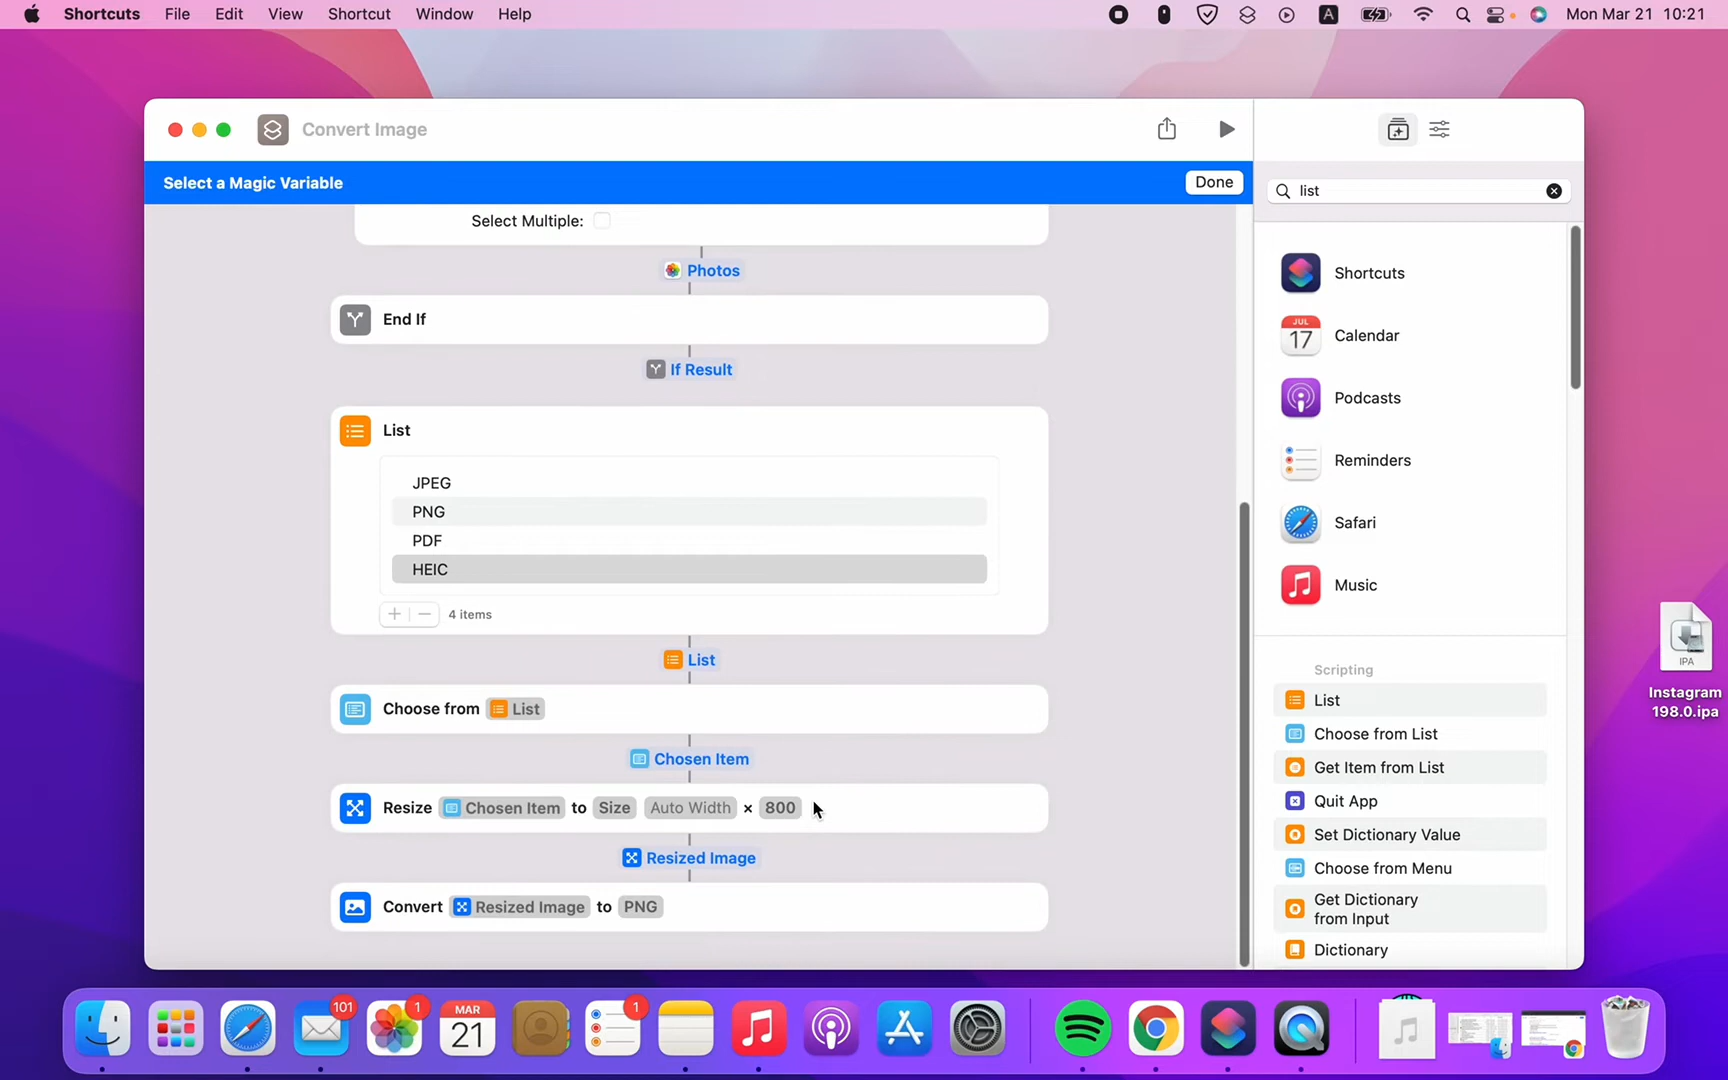 Shortcuts File Edit View Shortcut Window Help A Mon Mar 21 10:21
Convert Image
Select a Magic Variable Done
list
Select Multiple:
Photos
End If
If Result
List
JPEG
PNG
PDF
HEIC
4 items
List
Choose from List
Chosen Item
Resize Chosen Item to Size Auto Width × 800
Resized Image
Convert Resized Image to PNG
Shortcuts
JUL
17
Calendar
Podcasts
Reminders
Safari
Music
Scripting
List
Choose from List
Get Item from List
Quit App
Set Dictionary Value
Choose from Menu
Get Dictionary
from Input
Dictionary
IPA
Instagram
198.0.ipa
101
1
MAR
21
1